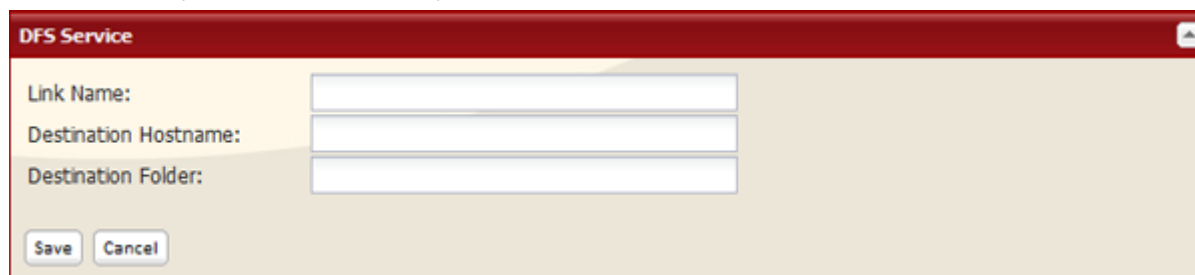 DFS Service
Link Name:
Destination Hostname:
Destination Folder:
Save Cancel